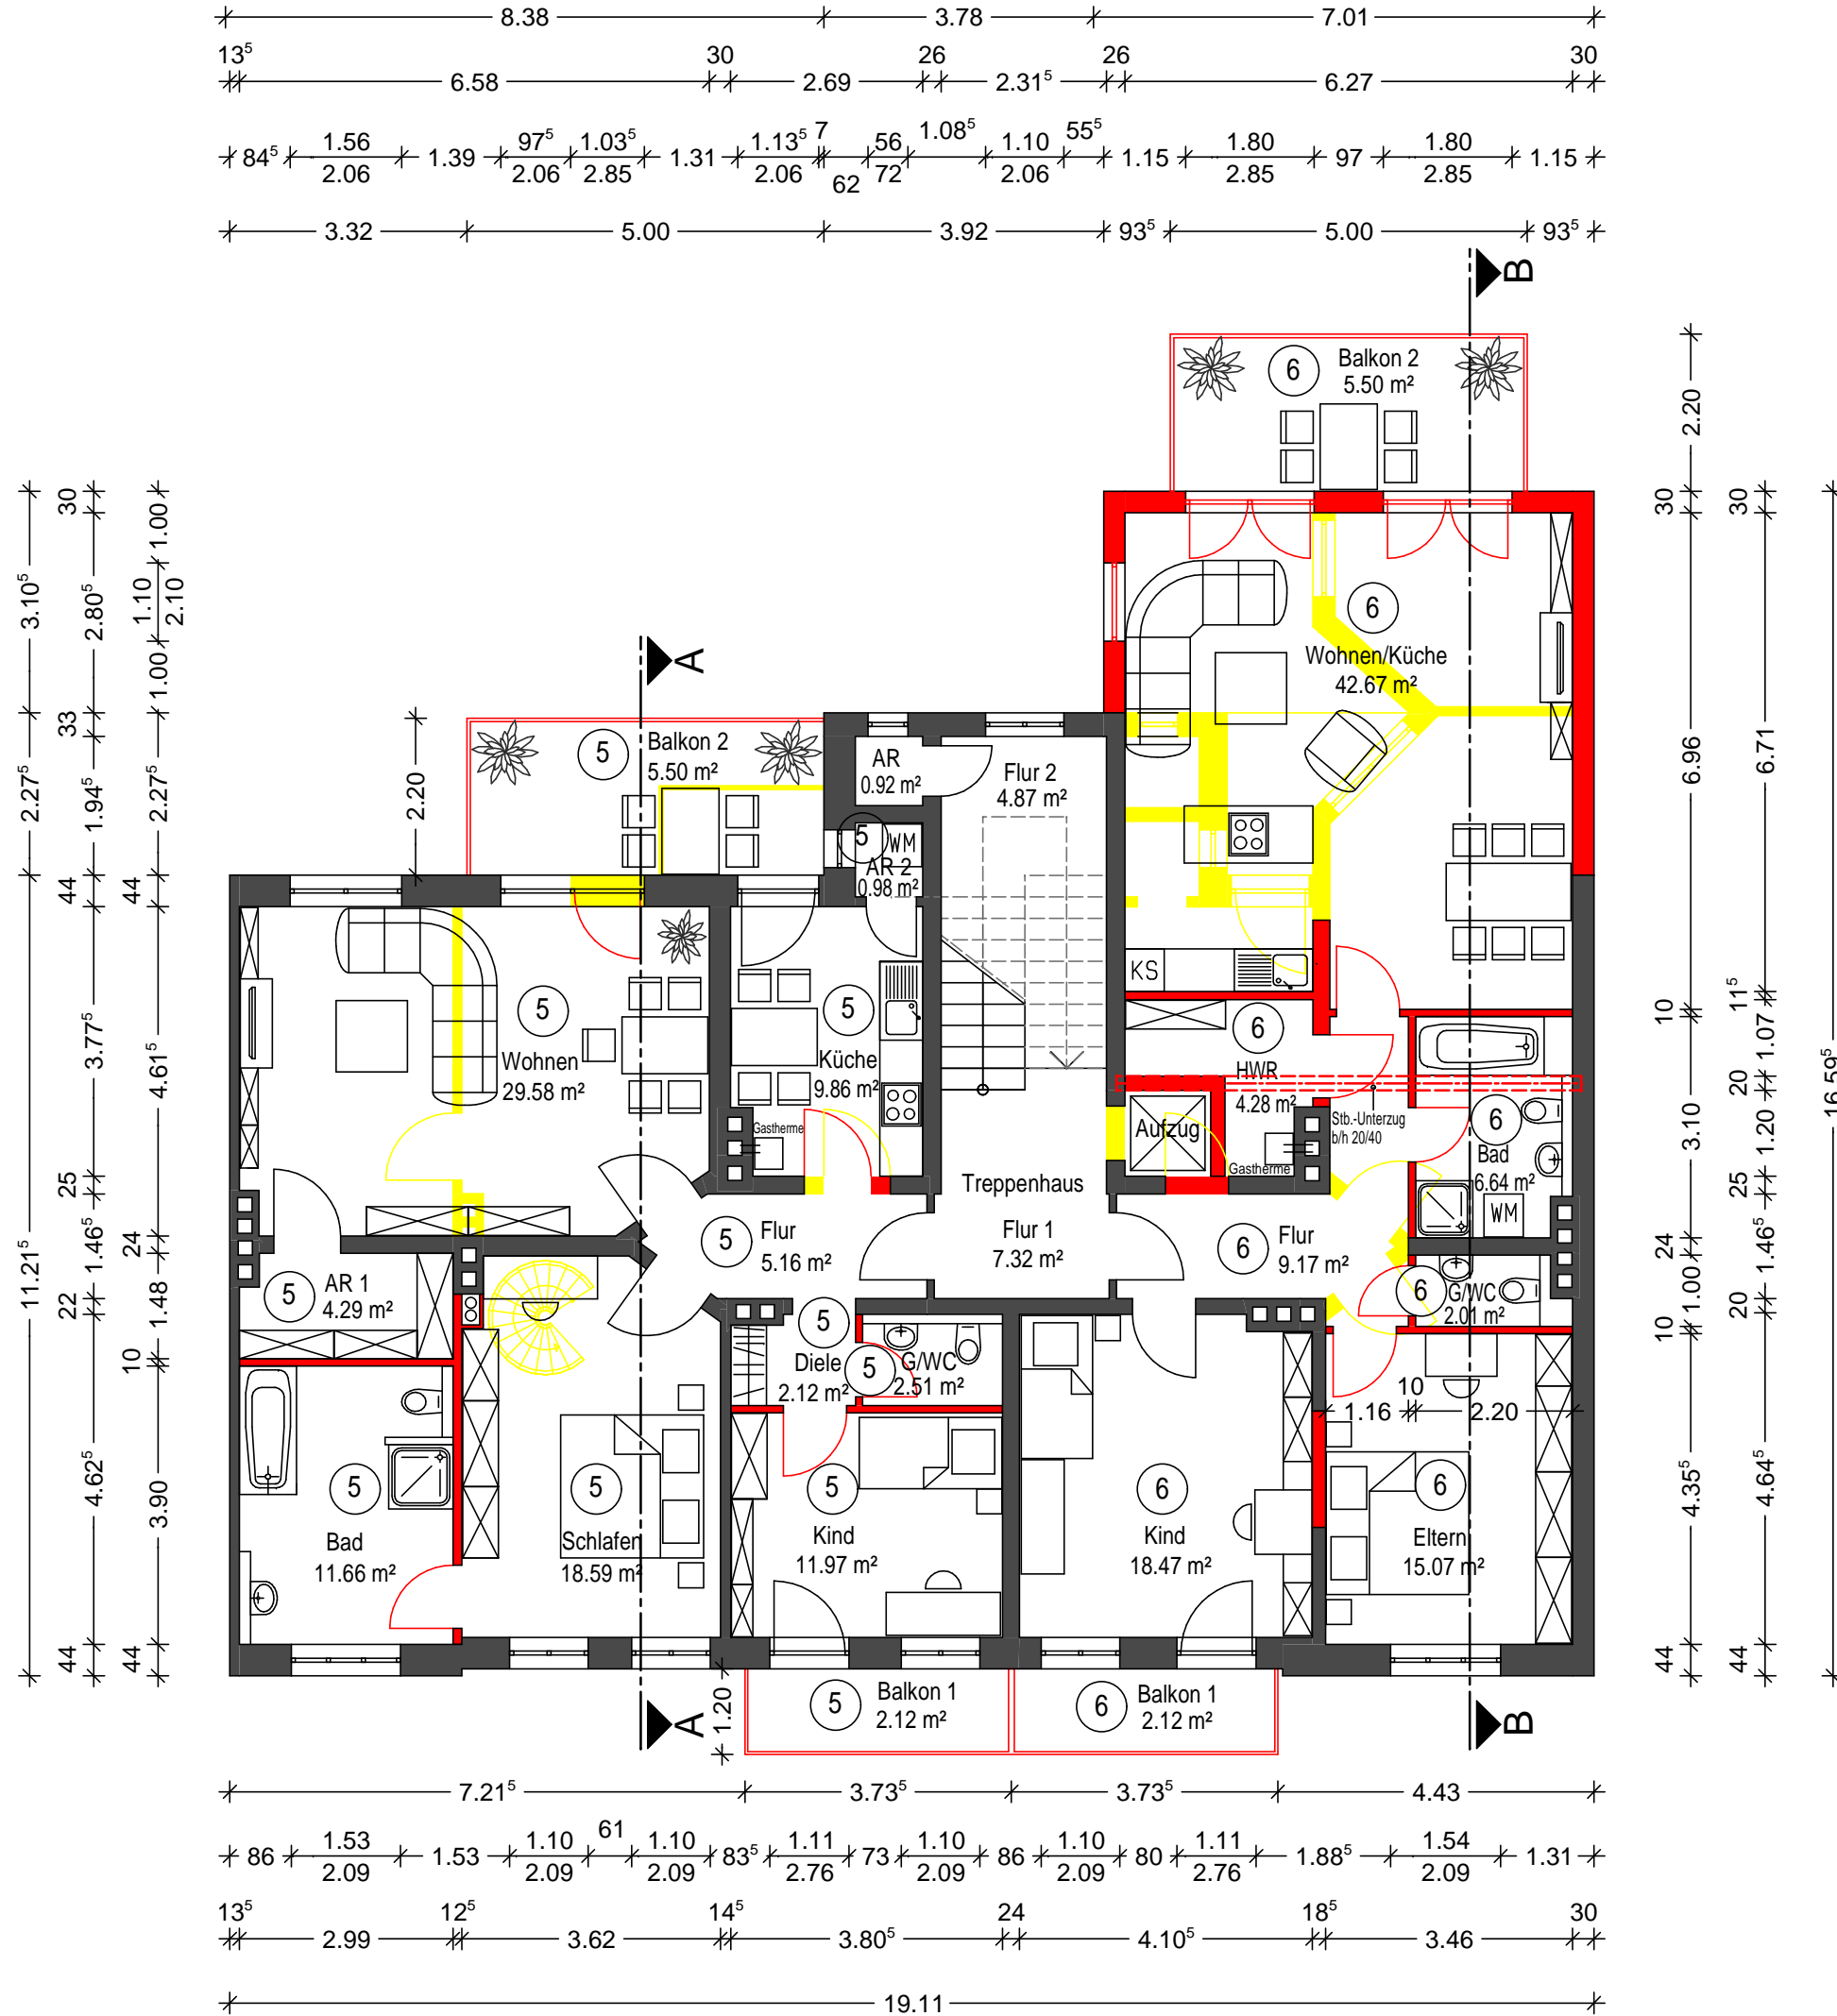 8.38 3.78 7.01
13⁵ 30 26 26 30
6.58 2.69 2.31⁵ 6.27
84⁵ 1.56 1.39 97⁵ 1.03⁵ 1.31 1.13⁵ 7 56 1.08⁵ 1.10 55⁵ 1.15 1.80 97 1.80 1.15
2.06 2.06 2.85 2.06 62 72 2.06 2.85 2.85
3.32 5.00 3.92 93⁵ 5.00 93⁵
B
6 Balkon 2
5.50 m²
2.20
30 1.00 30 30
3.10⁵ 2.80⁵ 1.10 2.10
1.00
6
Wohnen/Küche
42.67 m²
6.96 6.71
A
33
2.27⁵ 1.94⁵ 2.27⁵
2.20
5 Balkon 2
5.50 m²
AR
0.92 m²
Flur 2
4.87 m²
5 WM
AR 2
0.98 m²
44 44
KS
3.77⁵ 4.61⁵
5
Wohnen
29.58 m²
5
Küche
9.86 m²
Gastherme
6
HWR
4.28 m²
Gastherme
Aufzug
Stb.-Unterzug
b/h 20/40
6
Bad
6.64 m²
WM
10 11⁵
1.07
20
3.10 1.20
25
16.59⁵
Treppenhaus
Flur 1
7.32 m²
5 Flur
5.16 m²
6 Flur
9.17 m²
6 G/WC
2.01 m²
25
1.46⁵ 24
11.21⁵ 22 1.48
10
24 1.46⁵
1.00 20
10
5 AR 1
4.29 m²
5
Diele
2.12 m²
5 G/WC
2.51 m²
10
1.16 2.20
4.62⁵ 3.90
4.35⁵ 4.64⁵
5
Bad
11.66 m²
5
Schlafen
18.59 m²
5
Kind
11.97 m²
6
Kind
18.47 m²
6
Eltern
15.07 m²
44 44 44 44
A 1.20
5 Balkon 1
2.12 m²
6 Balkon 1
2.12 m²
B
7.21⁵ 3.73⁵ 3.73⁵ 4.43
86 1.53 1.53 1.10 61 1.10 83⁵ 1.11 73 1.10 86 1.10 80 1.11 1.88⁵ 1.54 1.31
2.09 2.09 2.09 2.76 2.09 2.09 2.76 2.09
13⁵ 12⁵ 14⁵ 24 18⁵ 30
2.99 3.62 3.80⁵ 4.10⁵ 3.46
19.11